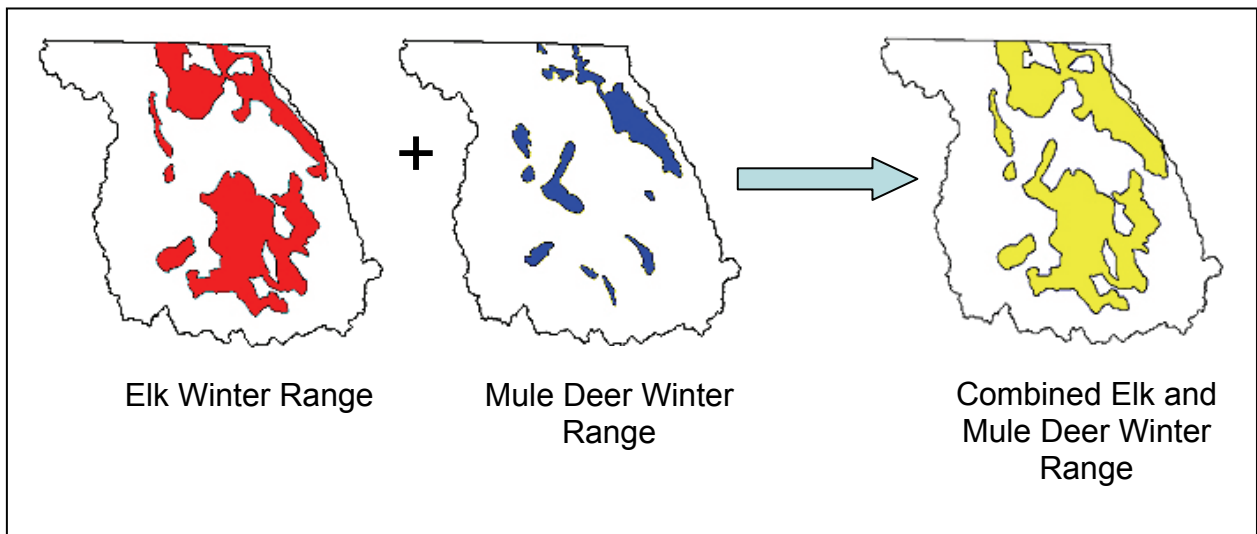 +
Elk Winter Range
Mule Deer Winter
Range
Combined Elk and
Mule Deer Winter
Range